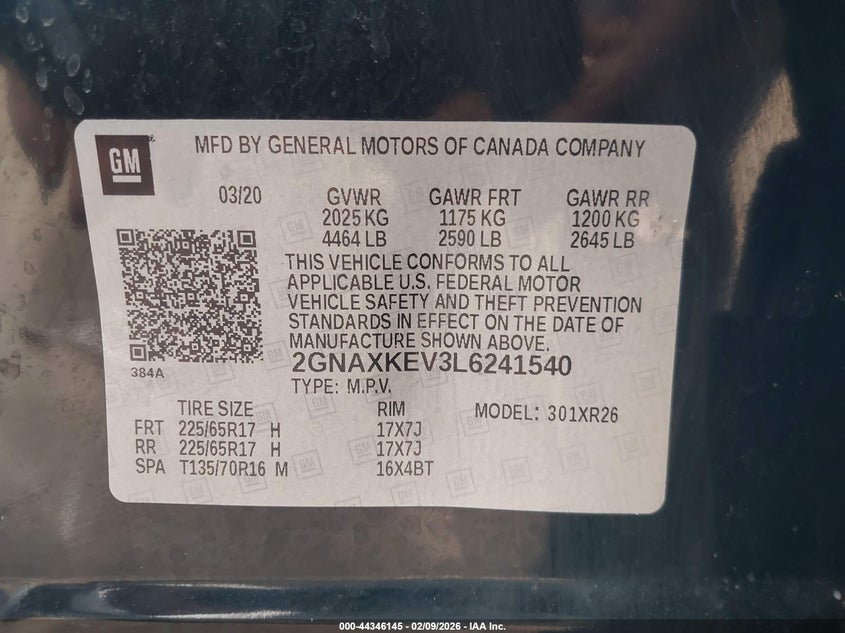 GM
MFD BY GENERAL MOTORS OF CANADA COMPANY
03/20 GVWR GAWR FRT GAWR RR
2025 KG 1175 KG 1200 KG
4464 LB 2590 LB 2645 LB
THIS VEHICLE CONFORMS TO ALL
APPLICABLE U.S. FEDERAL MOTOR
VEHICLE SAFETY AND THEFT PREVENTION
STANDARDS IN EFFECT ON THE DATE OF
MANUFACTURE SHOWN ABOVE.
384A
2GNAXKEV3L6241540
TYPE: M.P.V.
TIRE SIZE RIM MODEL: 301XR26
FRT 225/65R17 H 17X7J
RR 225/65R17 H 17X7J
SPA T135/70R16 M 16X4BT
000-44346145 - 02/09/2026 - IAA Inc.